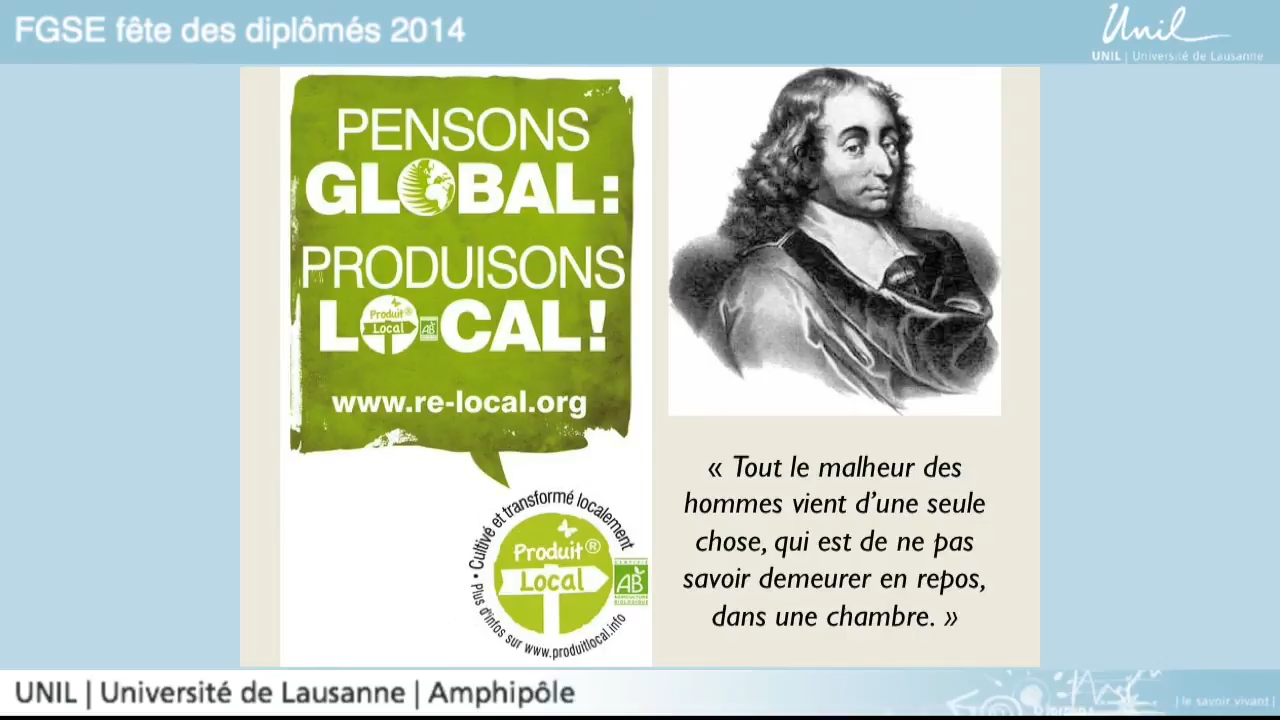 FGSE fête des diplômés 2014
Unil
UNIL | Université de Lausanne
PENSONS
GLOBAL :
PRODUISONS
LOCAL !
Produit®
Local
AB
www.re-local.org
• Cultivé et transformé localement
Produit®
Local
AB
AGRICULTURE
BIOLOGIQUE
Plus d'infos sur www.produitlocal.info
« Tout le malheur des
hommes vient d’une seule
chose, qui est de ne pas
savoir demeurer en repos,
dans une chambre. »
UNIL | Université de Lausanne | Amphipôle
| le savoir vivant |